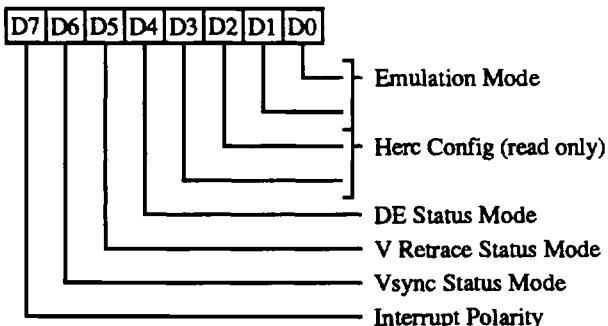 D7 D6 D5 D4 D3 D2 D1 D0
Emulation Mode
Herc Config (read only)
DE Status Mode
V Retrace Status Mode
Vsync Status Mode
Interrupt Polarity